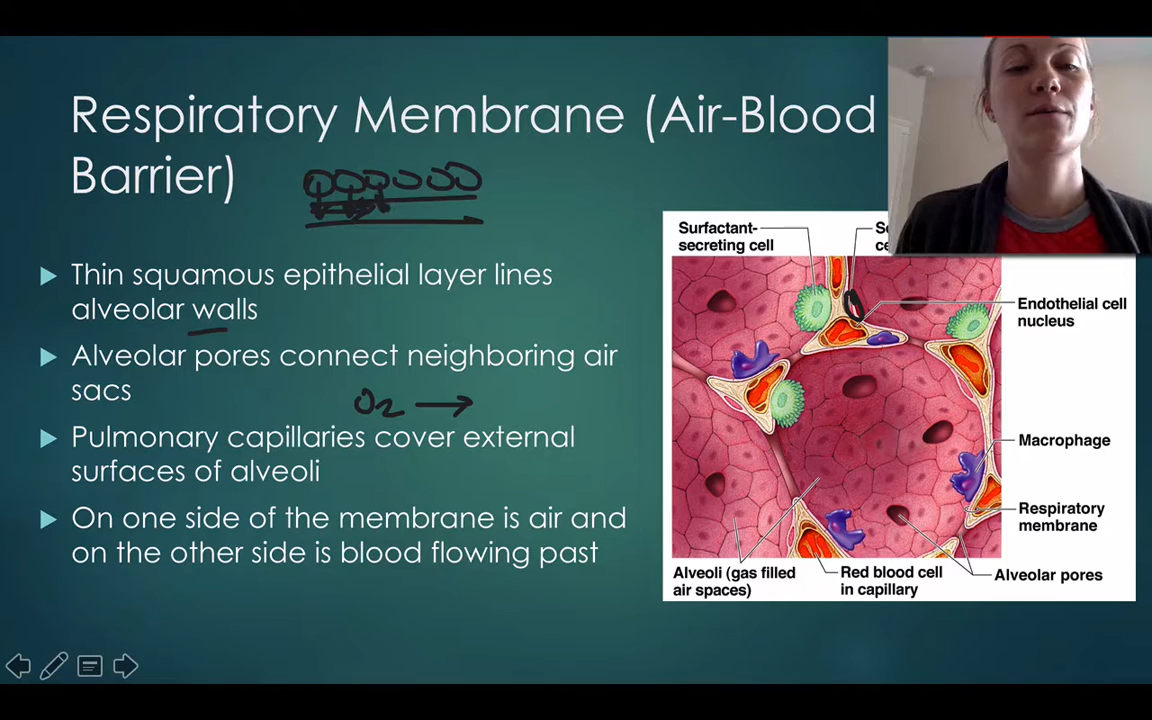 Respiratory Membrane (Air-Blood
Barrier)
Thin squamous epithelial layer lines
alveolar walls
Alveolar pores connect neighboring air
sacs
O2 →
Pulmonary capillaries cover external
surfaces of alveoli
On one side of the membrane is air and
on the other side is blood flowing past
Surfactant-
secreting cell
Endothelial cell
nucleus
Macrophage
Respiratory
membrane
Alveolar pores
Red blood cell
in capillary
Alveoli (gas filled
air spaces)